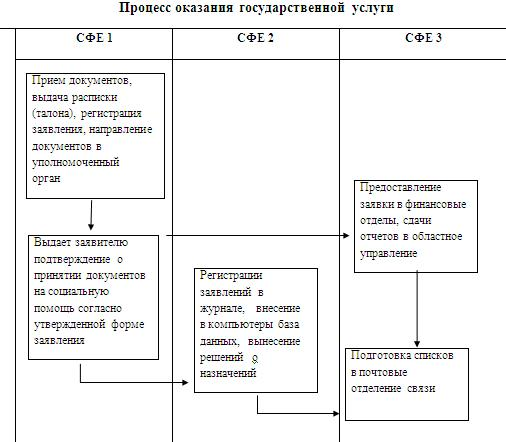 Процесс оказания государственной услуги
СФЕ 1
СФЕ 2
СФЕ 3
Прием документов,
выдача расписки
(талона), регистрация
заявления, направление
документов в
уполномоченный
орган
Выдает заявителю
подтверждение о
принятии документов
на социальную
помощь согласно
утвержденной форме
заявления
Регистрации
заявлений в
журнале, внесение
в компьютеры база
данных, вынесение
решений о
назначений
Предоставление
заявки в финансовые
отделы, сдачи
отчетов в областное
управление
Подготовка списков
в почтовые
отделение связи